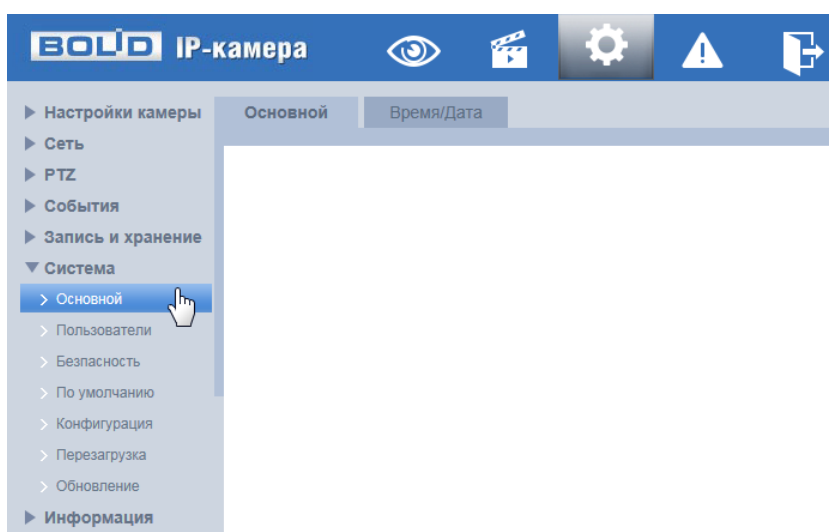 BOLID IP-камера
Основной
Время/Дата
Настройки камеры
Сеть
PTZ
События
Запись и хранение
Система
Основной
Пользователи
Безпасность
По умолчанию
Конфигурация
Перезагрузка
Обновление
Информация